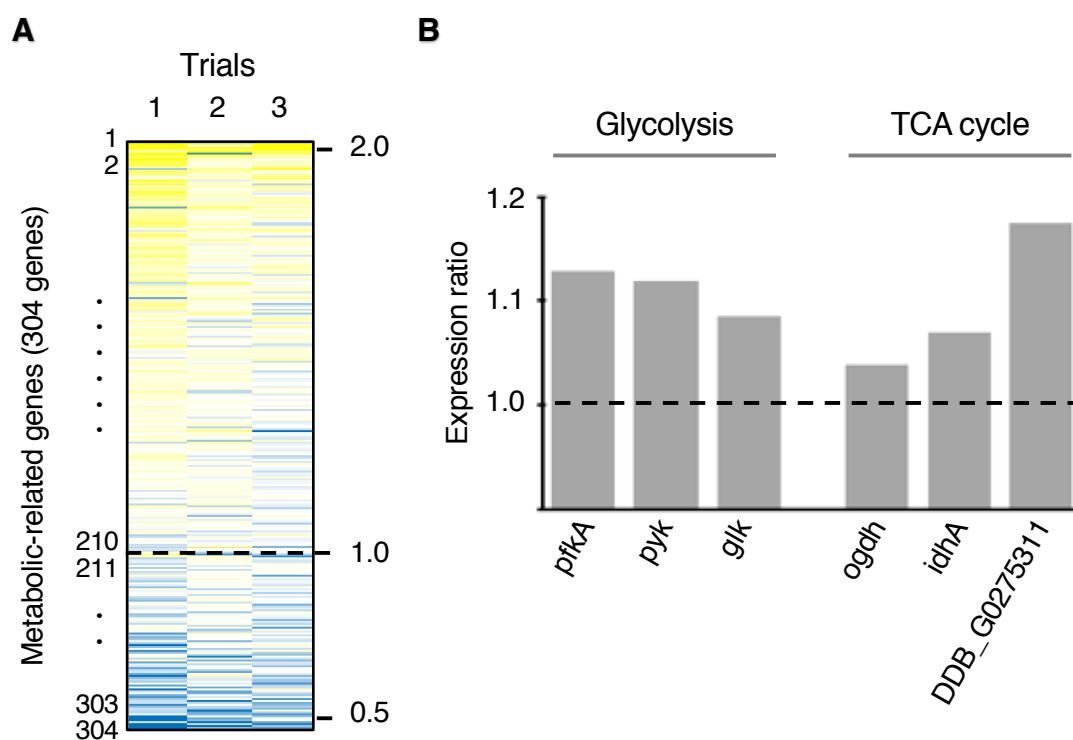 A
Trials
1 2 3
Metabolic-related genes (304 genes)
1
2
210
211
303
304
2.0
1.0
0.5
B
Glycolysis
TCA cycle
Expression ratio
1.2
1.1
1.0
pfkA
pyk
glk
ogdh
idhA
DDB_G0275311